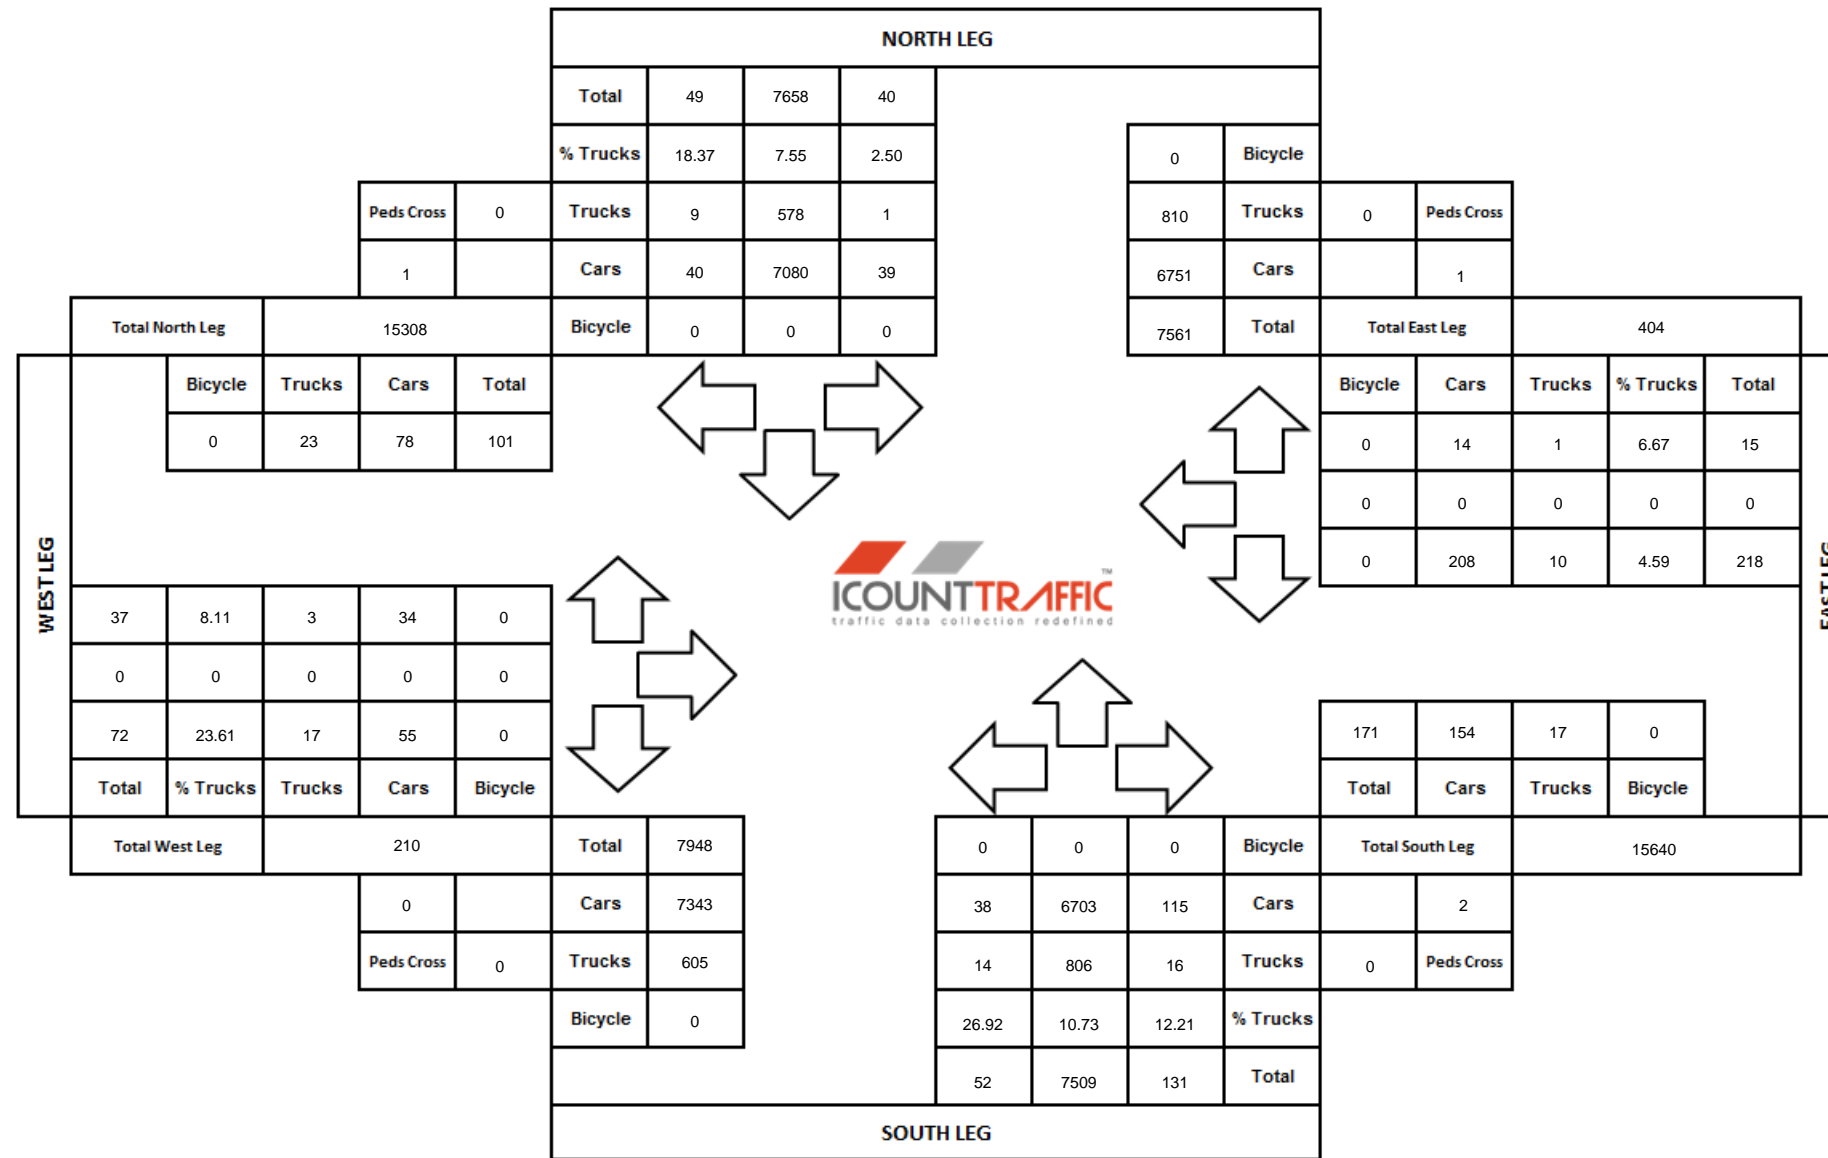 NORTH LEG
Total 49 7658 40
% Trucks 18.37 7.55 2.50 0 Bicycle
Peds Cross 0 Trucks 9 578 1 810 Trucks 0 Peds Cross
1 Cars 40 7080 39 6751 Cars 1
Total North Leg 15308 Bicycle 0 0 0 7561 Total Total East Leg 404
Bicycle Trucks Cars Total Bicycle Cars Trucks % Trucks Total
0 23 78 101 0 14 1 6.67 15
0 0 0 0 0
WEST LEG
EAST LEG
0 208 10 4.59 218
ICOUNTTRAFFIC™
traffic data collection redefined
37 8.11 3 34 0
0 0 0 0 0
72 23.61 17 55 0 171 154 17 0
Total % Trucks Trucks Cars Bicycle Total Cars Trucks Bicycle
Total West Leg 210 Total 7948 0 0 0 Bicycle Total South Leg 15640
0 Cars 7343 38 6703 115 Cars 2
Peds Cross 0 Trucks 605 14 806 16 Trucks 0 Peds Cross
Bicycle 0 26.92 10.73 12.21 % Trucks
52 7509 131 Total
SOUTH LEG